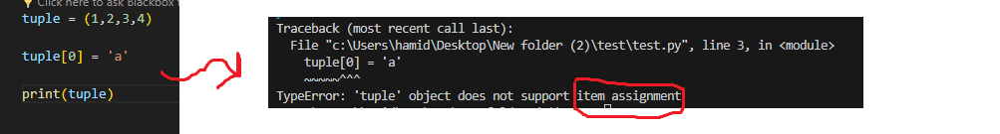 Click here to ask Blackbox
tuple = (1,2,3,4)
tuple[0] = 'a'
print(tuple)
Traceback (most recent call last):
File "c:\Users\hamid\Desktop\New folder (2)\test\test.py", line 3, in <module>
tuple[0] = 'a'
~~~~~^^^
TypeError: 'tuple' object does not support item assignment